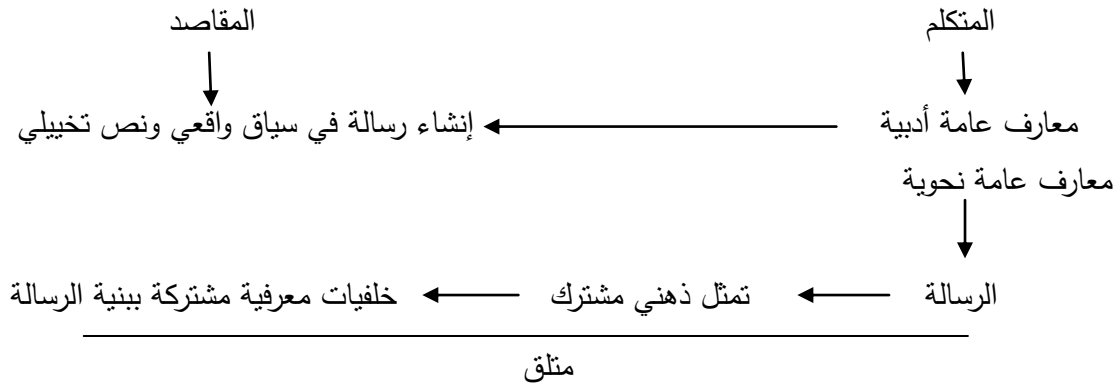 المتكلم المقاصد
معارف عامة أدبية إنشاء رسالة في سياق واقعي ونص تخييلي
معارف عامة نحوية
الرسالة تمثل ذهني مشترك خلفيات معرفية مشتركة ببنية الرسالة
متلق